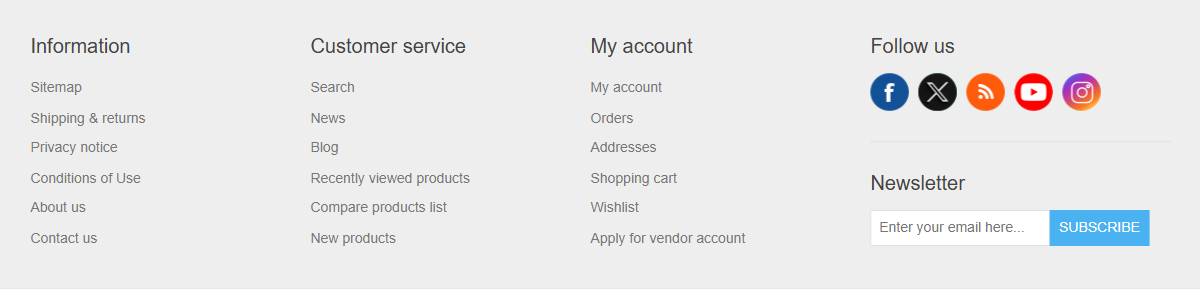 Information
Sitemap
Shipping & returns
Privacy notice
Conditions of Use
About us
Contact us
Customer service
Search
News
Blog
Recently viewed products
Compare products list
New products
My account
My account
Orders
Addresses
Shopping cart
Wishlist
Apply for vendor account
Follow us
Newsletter
Enter your email here...
SUBSCRIBE